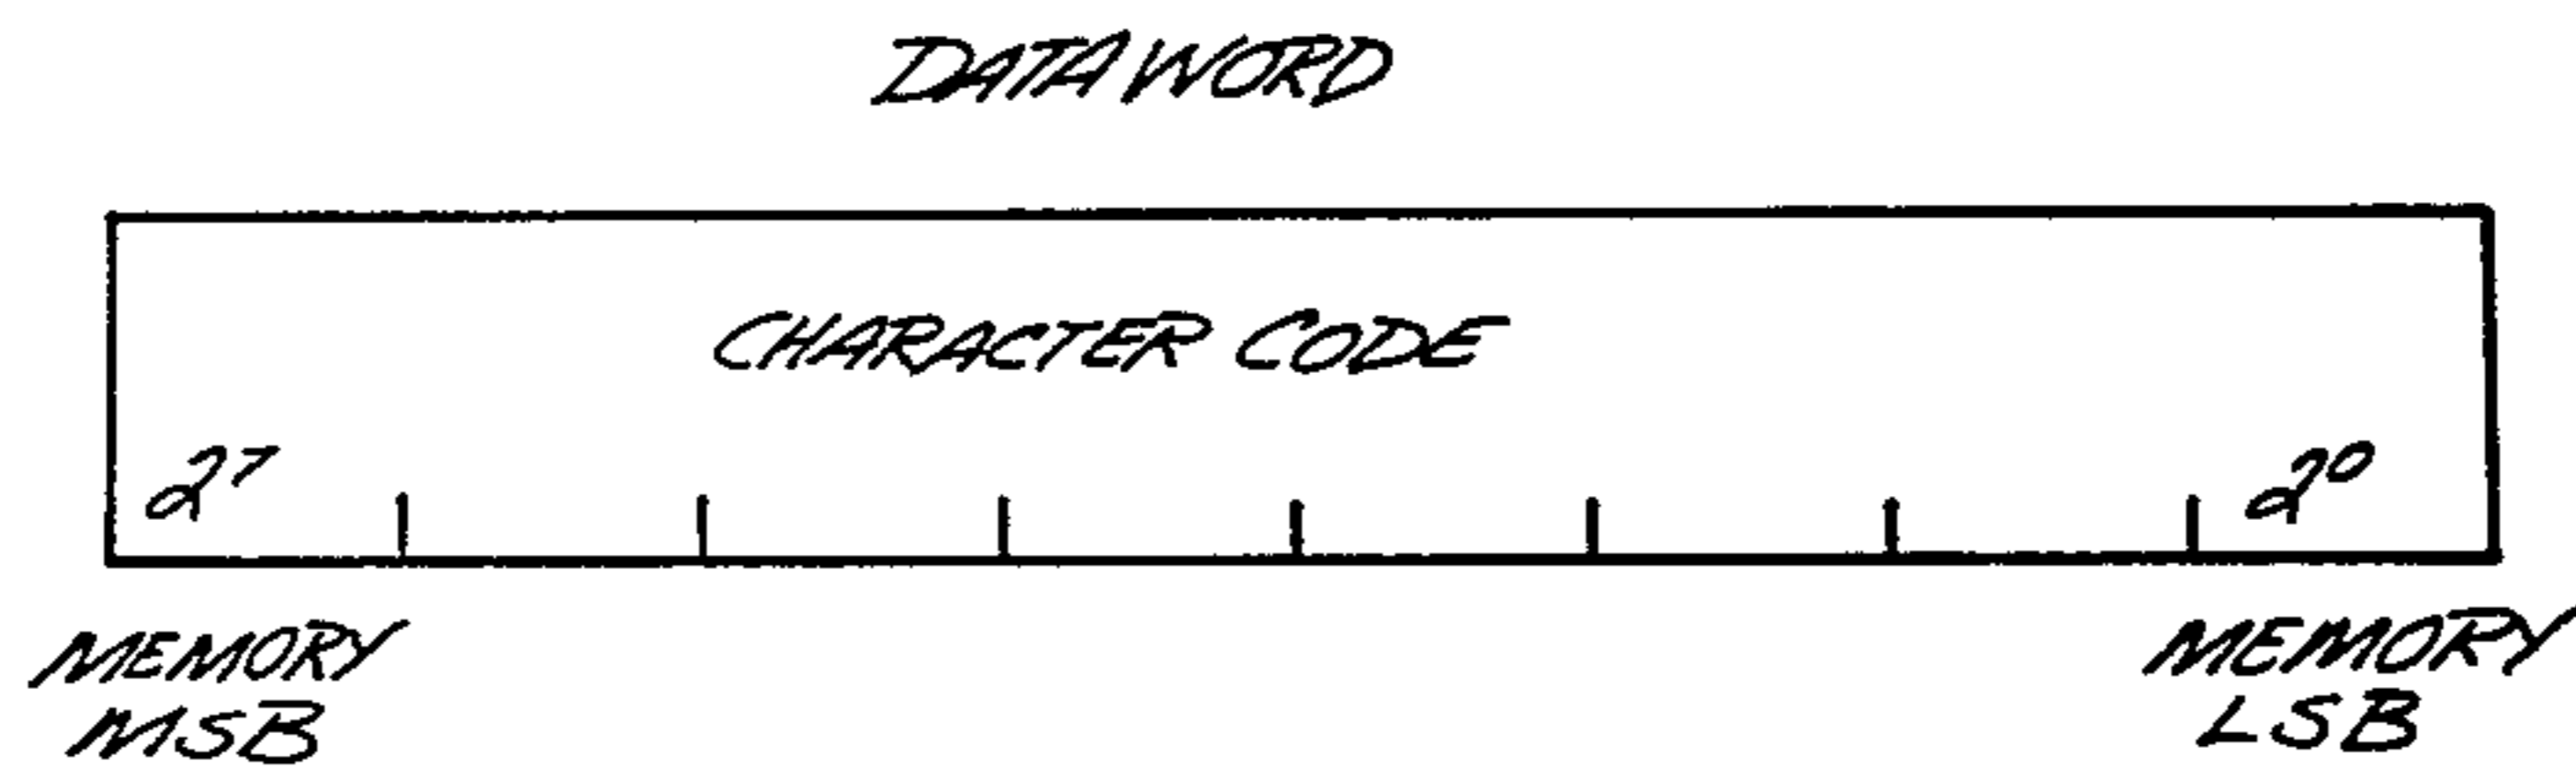 DATA WORD
CHARACTER CODE
2⁷ 2⁰
MEMORY MEMORY
MSB LSB